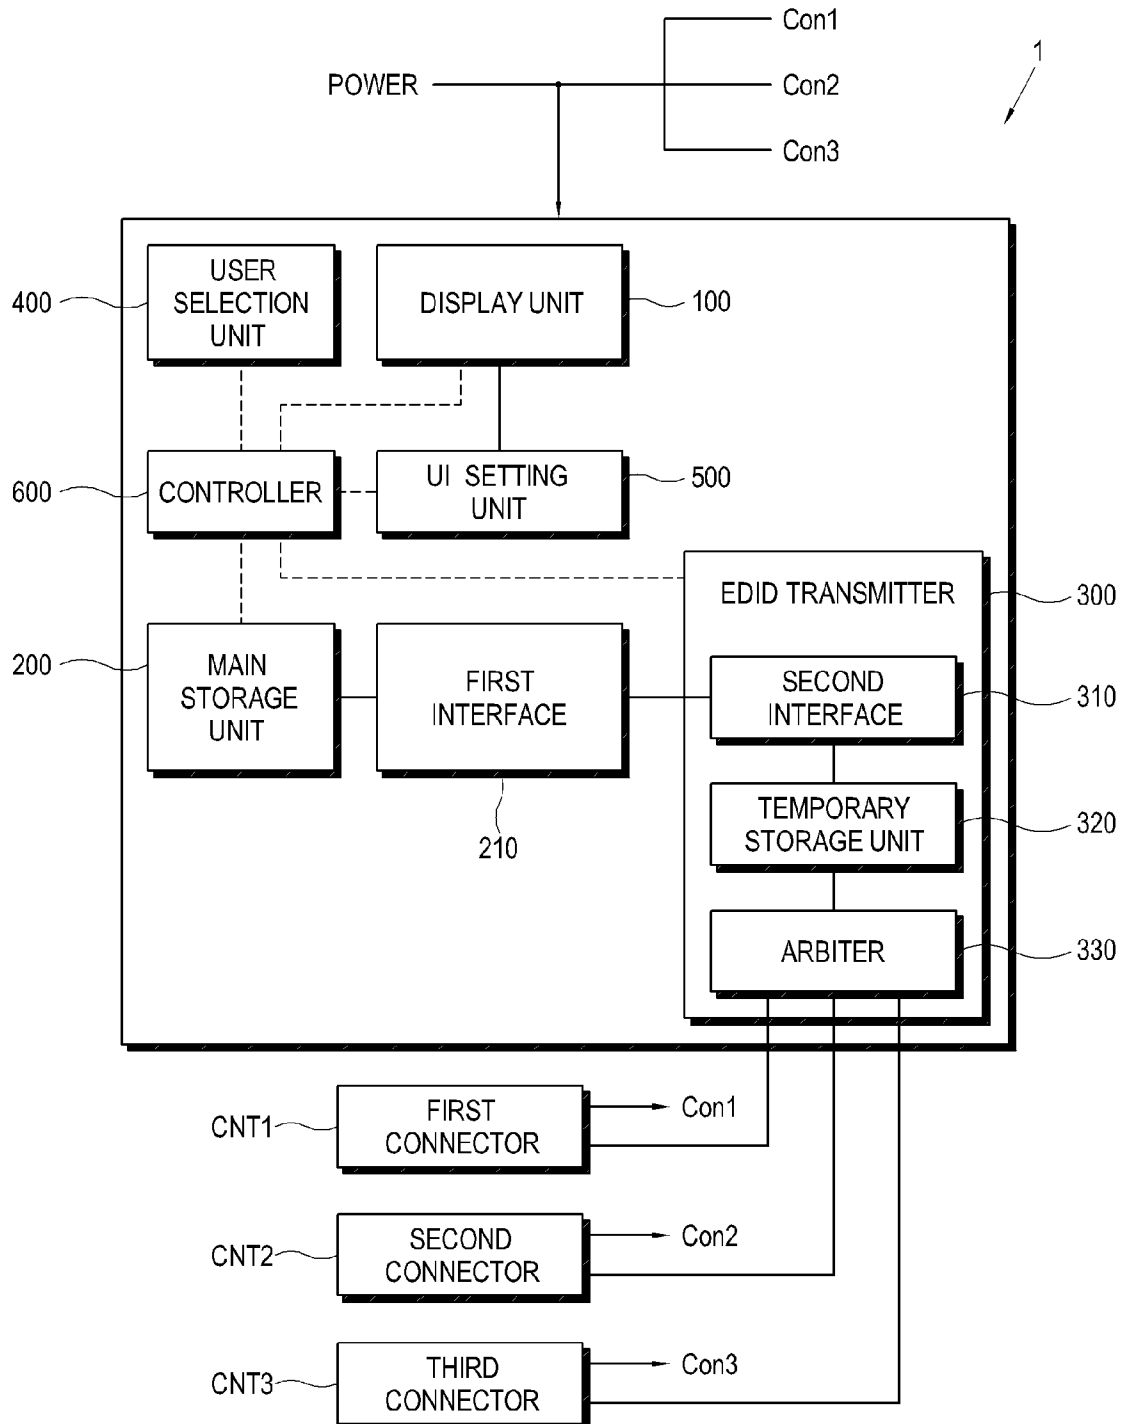 Con1
1
POWER
Con2
Con3
400
USER
SELECTION
UNIT
DISPLAY UNIT
100
600
CONTROLLER
UI SETTING
UNIT
500
EDID TRANSMITTER
300
200
MAIN
STORAGE
UNIT
FIRST
INTERFACE
210
SECOND
INTERFACE
310
TEMPORARY
STORAGE UNIT
320
ARBITER
330
CNT1
FIRST
CONNECTOR
Con1
CNT2
SECOND
CONNECTOR
Con2
CNT3
THIRD
CONNECTOR
Con3